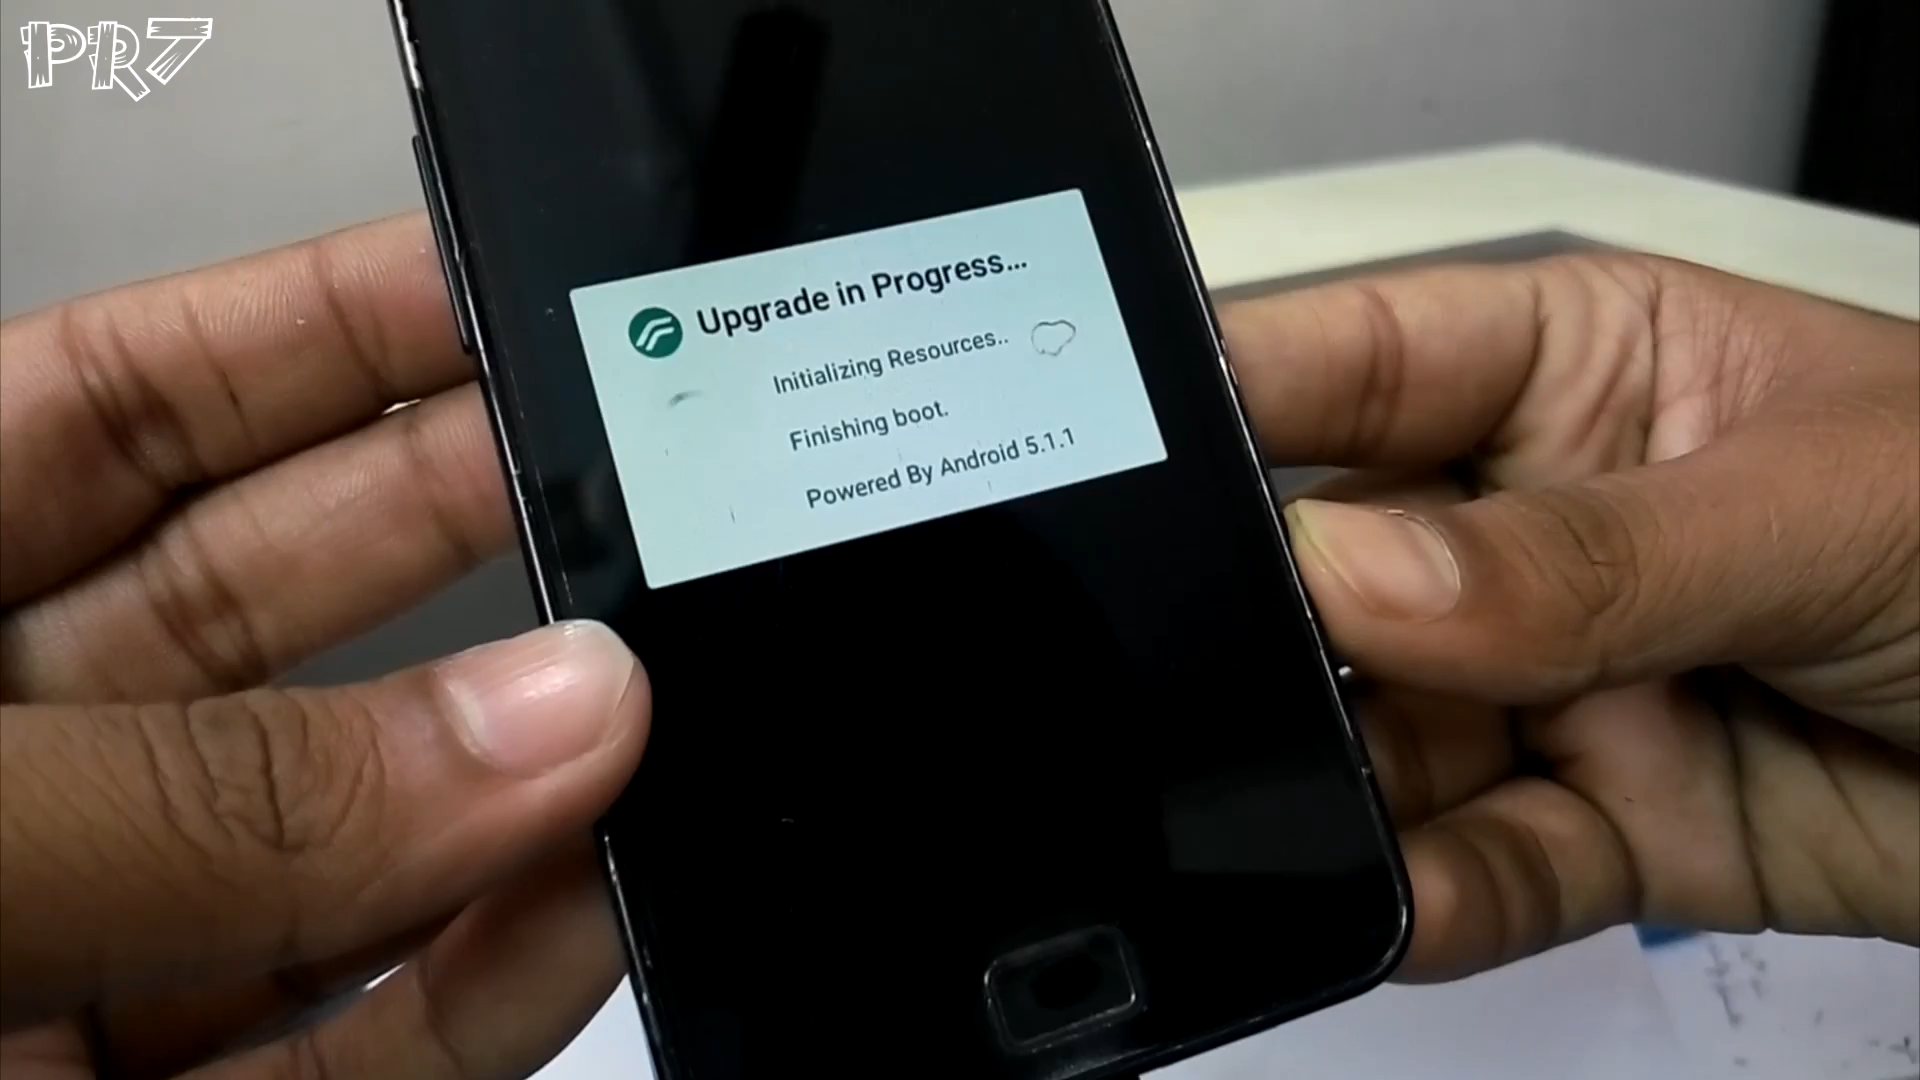 PR7
Upgrade in Progress...
Initializing Resources..
Finishing boot.
Powered By Android 5.1.1